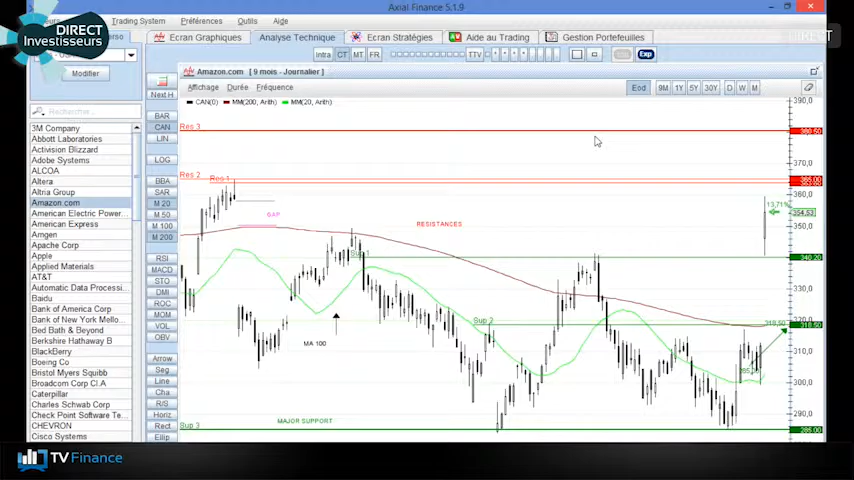 Axial Finance 5.1.9
Trading System Préférences Outils Aide
DIRECT
Investisseurs
DIRECT
Ecran Graphiques Analyse Technique Ecran Stratégies Aide au Trading Gestion Portefeuilles
Modifier
Intra CT MT FR TTV Exp
Amazon.com [ 9 mois - Journalier ]
Next H
Affichage Durée Fréquence
Eod 9M 1Y 5Y 30Y D W M
CAN(0) MM(200, Arith) MM(20, Arith)
3M Company
Abbott Laboratories
Activision Blizzard
Adobe Systems
ALCOA
Altera
Altria Group
Amazon.com
American Electric Power...
American Express
Amgen
Apache Corp
Apple
Applied Materials
AT&T
Automatic Data Processi...
Baidu
Bank of America Corp
Bank of New York Mello...
Bed Bath & Beyond
Berkshire Hathaway B
BlackBerry
Boeing Co
Bristol Myers Squibb
Broadcom Corp Cl.A
Caterpillar
Charles Schwab Corp
Check Point Software Te...
CHEVRON
Cisco Systems
BAR
CAN
LIN
LOG
BBA
SAR
M 20
M 50
M 100
M 200
RSI
MACD
STO
DMI
ROC
MOM
VOL
OBV
Arrow
Seg
Line
Cha
R/S
Horiz
Rect
Ellip
Res 3
Res 2
Res 1
GAP
RESISTANCES
Sup 1
Sup 2
MA 100
MAJOR SUPPORT
Sup 3
13,71%
318,50
390,0
380,50
370,0
365,00
354,53
350,0
340,20
330,0
320,0
318,50
310,0
300,0
290,0
285,00
TV Finance